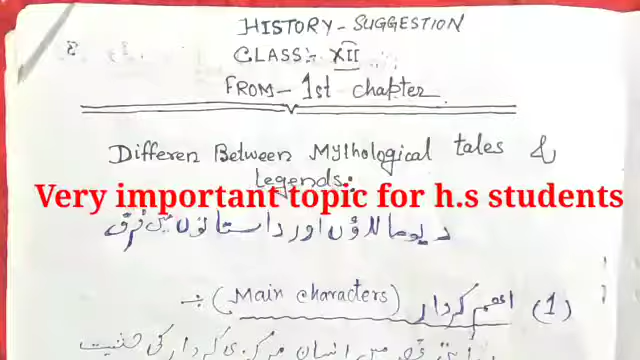 HISTORY - SUGGESTION
CLASS:- XII
FROM - 1st chapter
Differen Between Mythological tales &
legends:
Very important topic for h.s students
دیومالاؤں اور داستانوں میں فرق
(1) اہم کردار (Main characters) :-
میں انسان مرکزی کردار کی حثیت